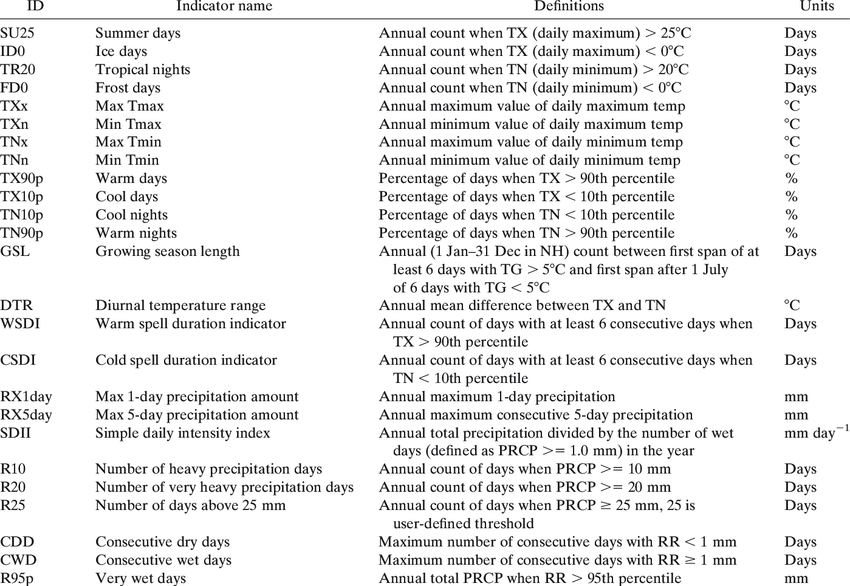 ID Indicator name Definitions Units
SU25 Summer days Annual count when TX (daily maximum) > 25°C Days
ID0 Ice days Annual count when TX (daily maximum) < 0°C Days
TR20 Tropical nights Annual count when TN (daily minimum) > 20°C Days
FD0 Frost days Annual count when TN (daily minimum) < 0°C Days
TXx Max Tmax Annual maximum value of daily maximum temp °C
TXn Min Tmax Annual minimum value of daily maximum temp °C
TNx Max Tmin Annual maximum value of daily minimum temp °C
TNn Min Tmin Annual minimum value of daily minimum temp °C
TX90p Warm days Percentage of days when TX > 90th percentile %
TX10p Cool days Percentage of days when TX < 10th percentile %
TN10p Cool nights Percentage of days when TN < 10th percentile %
TN90p Warm nights Percentage of days when TN > 90th percentile %
GSL Growing season length Annual (1 Jan–31 Dec in NH) count between first span of at Days
least 6 days with TG > 5°C and first span after 1 July
of 6 days with TG < 5°C
DTR Diurnal temperature range Annual mean difference between TX and TN °C
WSDI Warm spell duration indicator Annual count of days with at least 6 consecutive days when Days
TX > 90th percentile
CSDI Cold spell duration indicator Annual count of days with at least 6 consecutive days when Days
TN < 10th percentile
RX1day Max 1-day precipitation amount Annual maximum 1-day precipitation mm
RX5day Max 5-day precipitation amount Annual maximum consecutive 5-day precipitation mm
SDII Simple daily intensity index Annual total precipitation divided by the number of wet mm day−1
days (defined as PRCP >= 1.0 mm) in the year
R10 Number of heavy precipitation days Annual count of days when PRCP >= 10 mm Days
R20 Number of very heavy precipitation days Annual count of days when PRCP >= 20 mm Days
R25 Number of days above 25 mm Annual count of days when PRCP ≥ 25 mm, 25 is Days
user-defined threshold
CDD Consecutive dry days Maximum number of consecutive days with RR < 1 mm Days
CWD Consecutive wet days Maximum number of consecutive days with RR ≥ 1 mm Days
R95p Very wet days Annual total PRCP when RR > 95th percentile mm